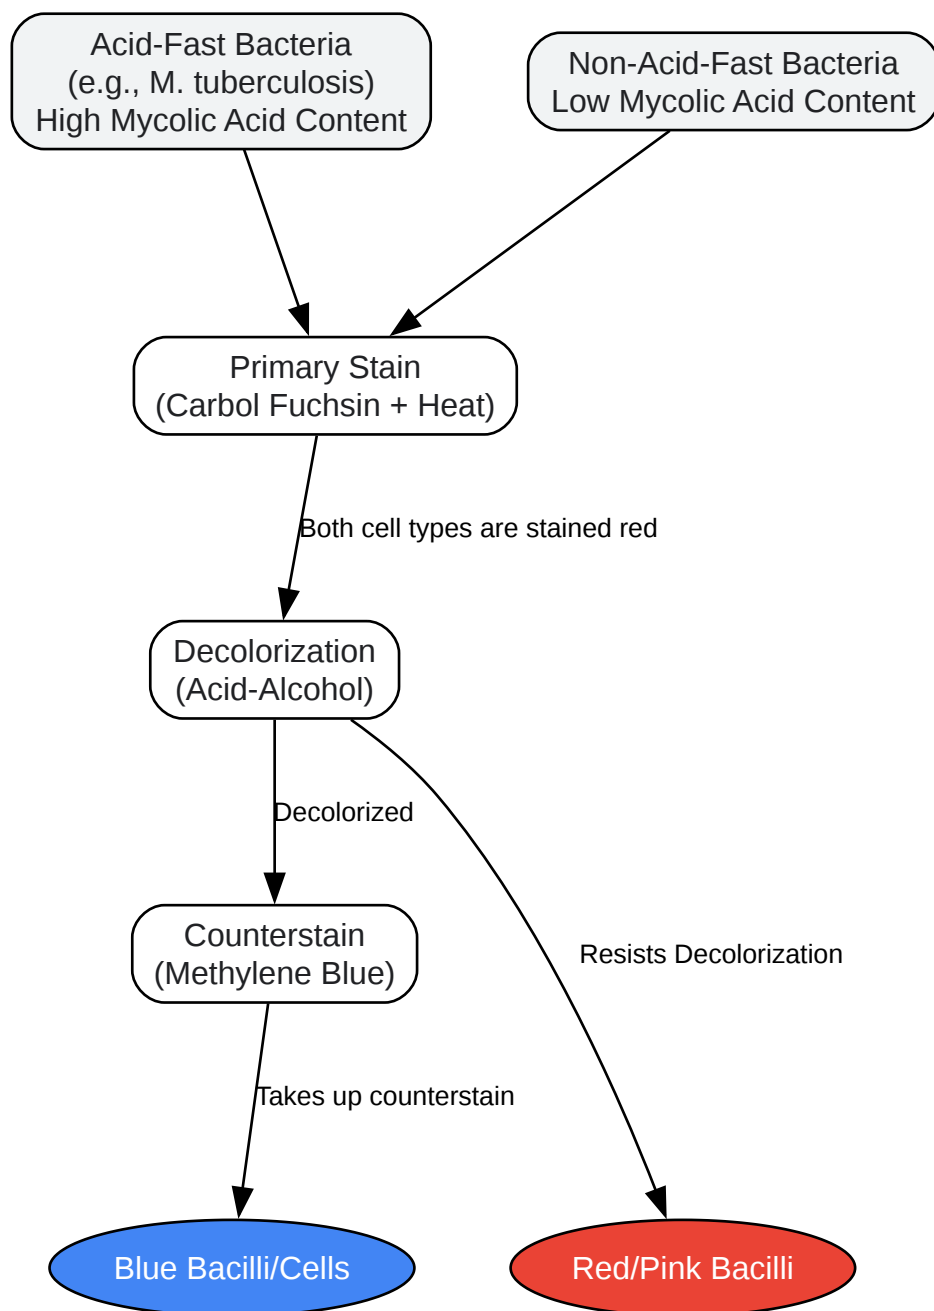 Acid-Fast Bacteria
(e.g., M. tuberculosis)
High Mycolic Acid Content
Non-Acid-Fast Bacteria
Low Mycolic Acid Content
Primary Stain
(Carbol Fuchsin + Heat)
Both cell types are stained red
Decolorization
(Acid-Alcohol)
Decolorized
Counterstain
(Methylene Blue)
Resists Decolorization
Takes up counterstain
Blue Bacilli/Cells
Red/Pink Bacilli